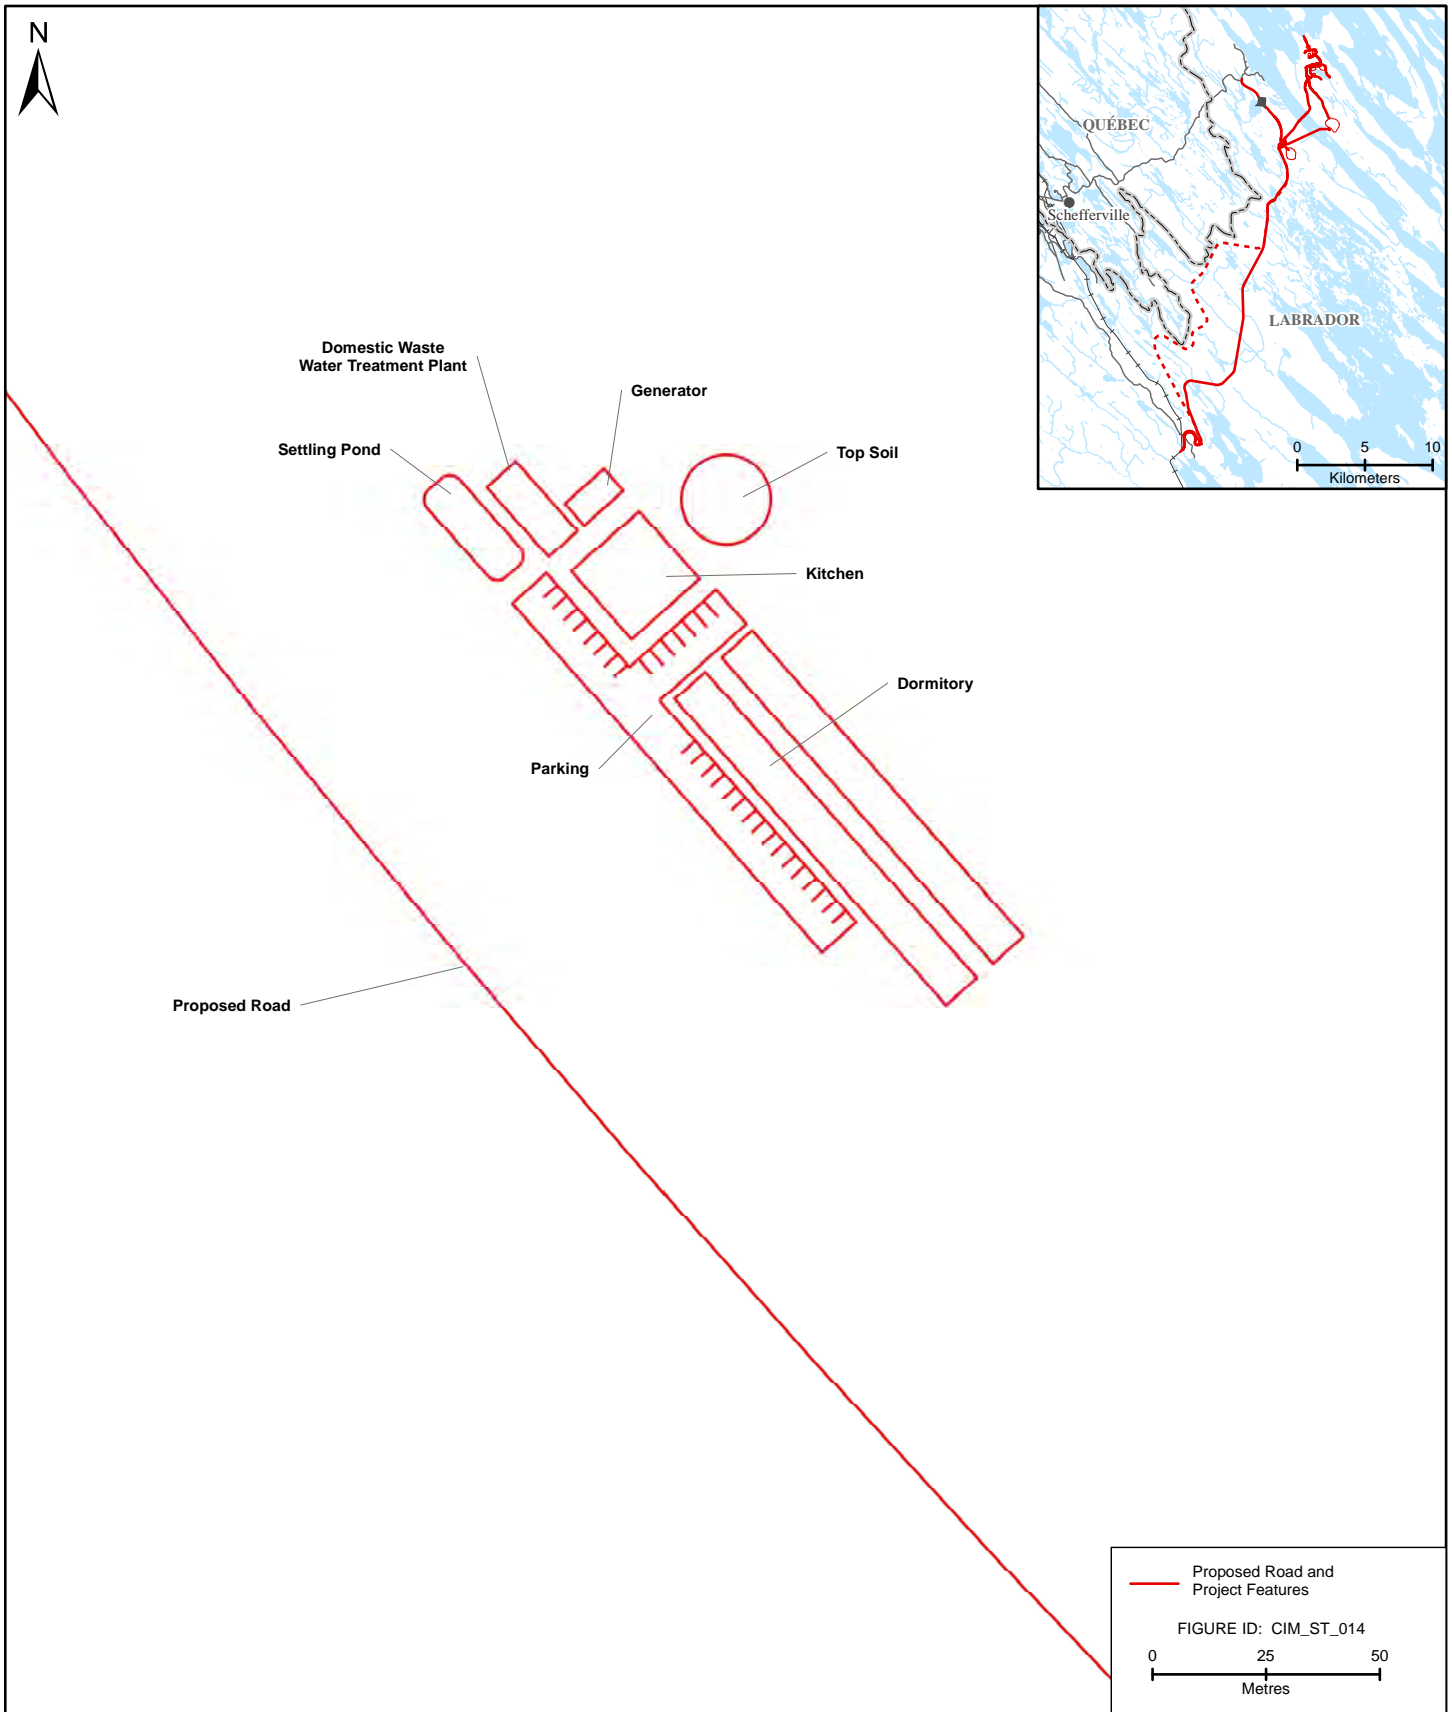 N
QUÉBEC
Schefferville
LABRADOR
0 5 10
Kilometers
Domestic Waste
Water Treatment Plant
Generator
Settling Pond
Top Soil
Kitchen
Dormitory
Parking
Proposed Road
Proposed Road and
Project Features
FIGURE ID: CIM_ST_014
0 25 50
Metres